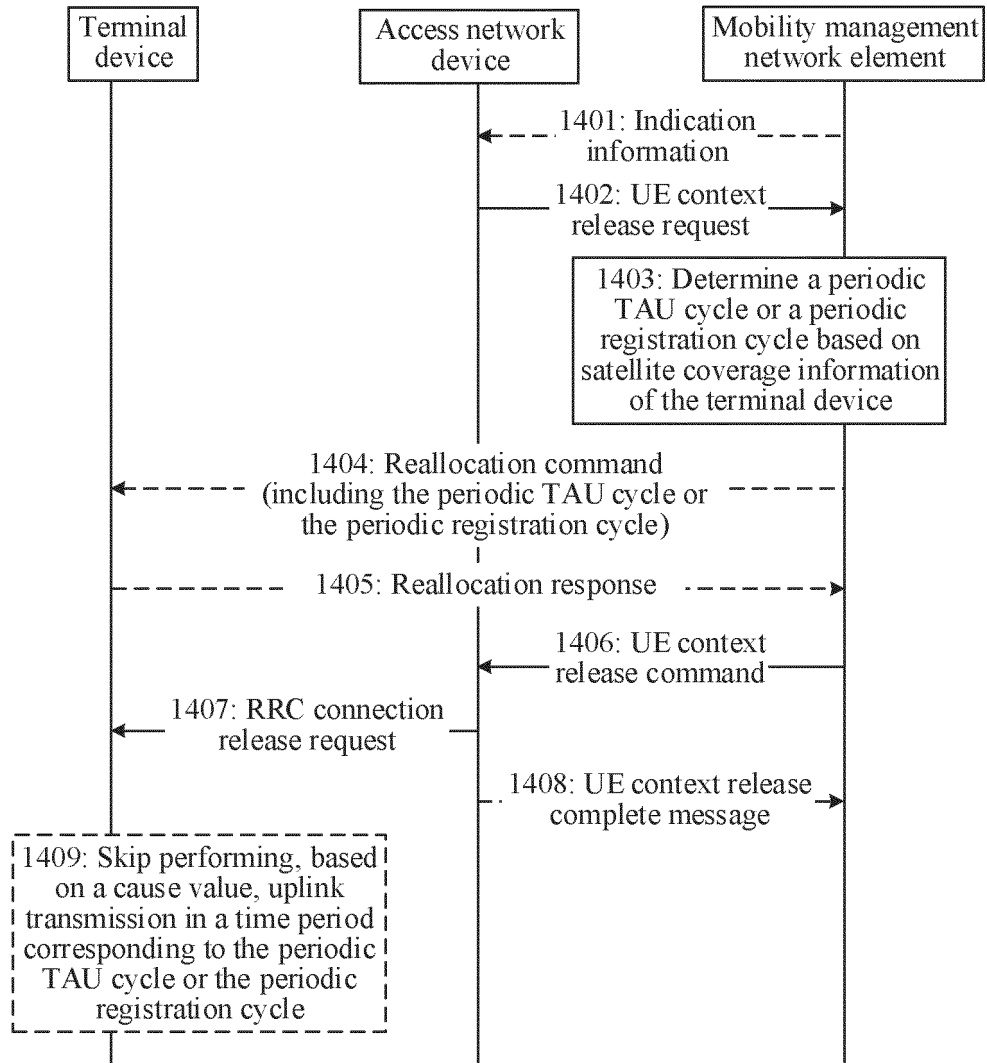 Terminal
device
Access network
device
Mobility management
network element
1401: Indication
information
1402: UE context
release request
1403: Determine a periodic
TAU cycle or a periodic
registration cycle based on
satellite coverage information
of the terminal device
1404: Reallocation command
(including the periodic TAU cycle or
the periodic registration cycle)
1405: Reallocation response
1406: UE context
release command
1407: RRC connection
release request
1408: UE context release
complete message
1409: Skip performing, based
on a cause value, uplink
transmission in a time period
corresponding to the periodic
TAU cycle or the periodic
registration cycle